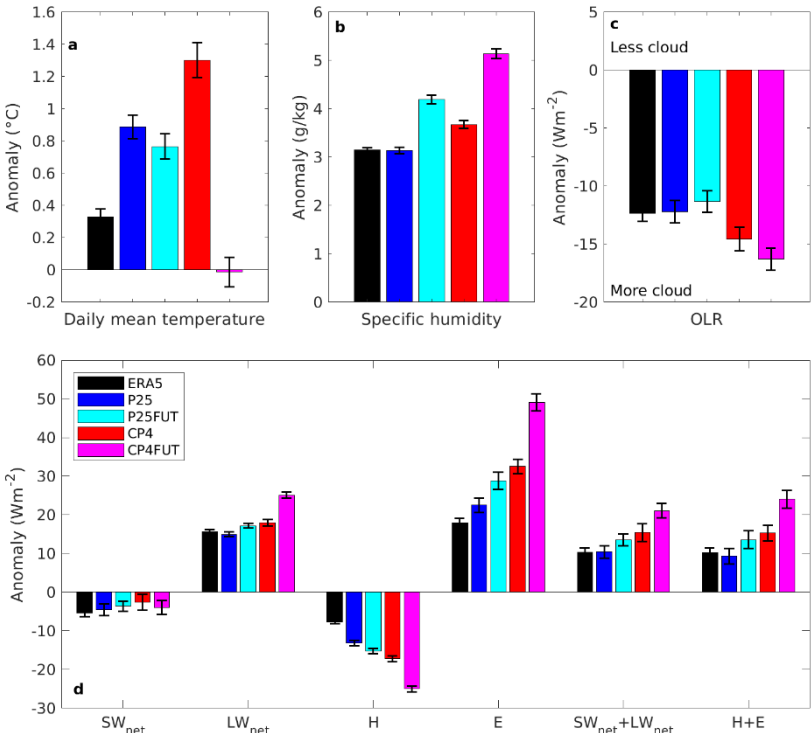 a
Anomaly (°C)
1.6
1.4
1.2
1
0.8
0.6
0.4
0.2
0
-0.2
Daily mean temperature
b
Anomaly (g/kg)
6
5
4
3
2
1
0
Specific humidity
c
Less cloud
Anomaly (Wm⁻²)
0
-5
-10
-15
-20
More cloud
OLR
Anomaly (Wm⁻²)
60
50
40
30
20
10
0
-10
-20
-30
ERA5
P25
P25FUT
CP4
CP4FUT
d
SWnet
LWnet
H
E
SWnet+LWnet
H+E